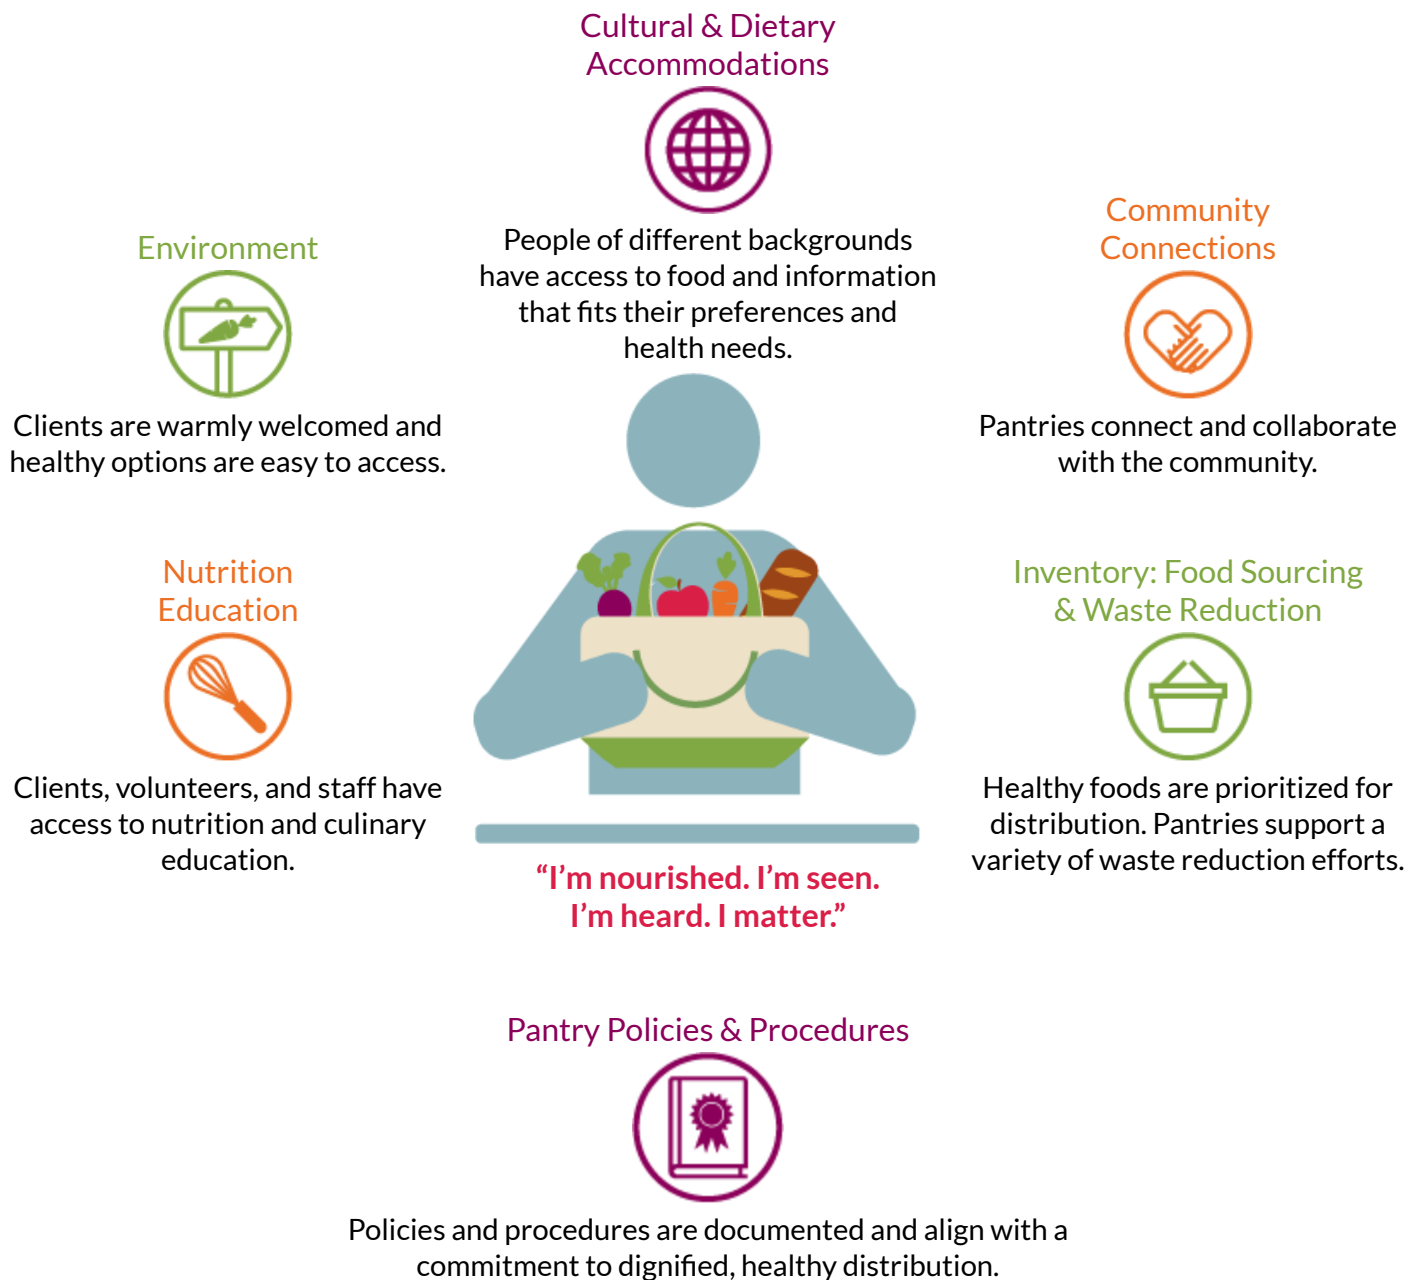 Cultural & Dietary
Accommodations
People of different backgrounds
have access to food and information
that fits their preferences and
health needs.
Environment
Clients are warmly welcomed and
healthy options are easy to access.
Community
Connections
Pantries connect and collaborate
with the community.
Nutrition
Education
Clients, volunteers, and staff have
access to nutrition and culinary
education.
Inventory: Food Sourcing
& Waste Reduction
Healthy foods are prioritized for
distribution. Pantries support a
variety of waste reduction efforts.
“I’m nourished. I’m seen.
I’m heard. I matter.”
Pantry Policies & Procedures
Policies and procedures are documented and align with a
commitment to dignified, healthy distribution.